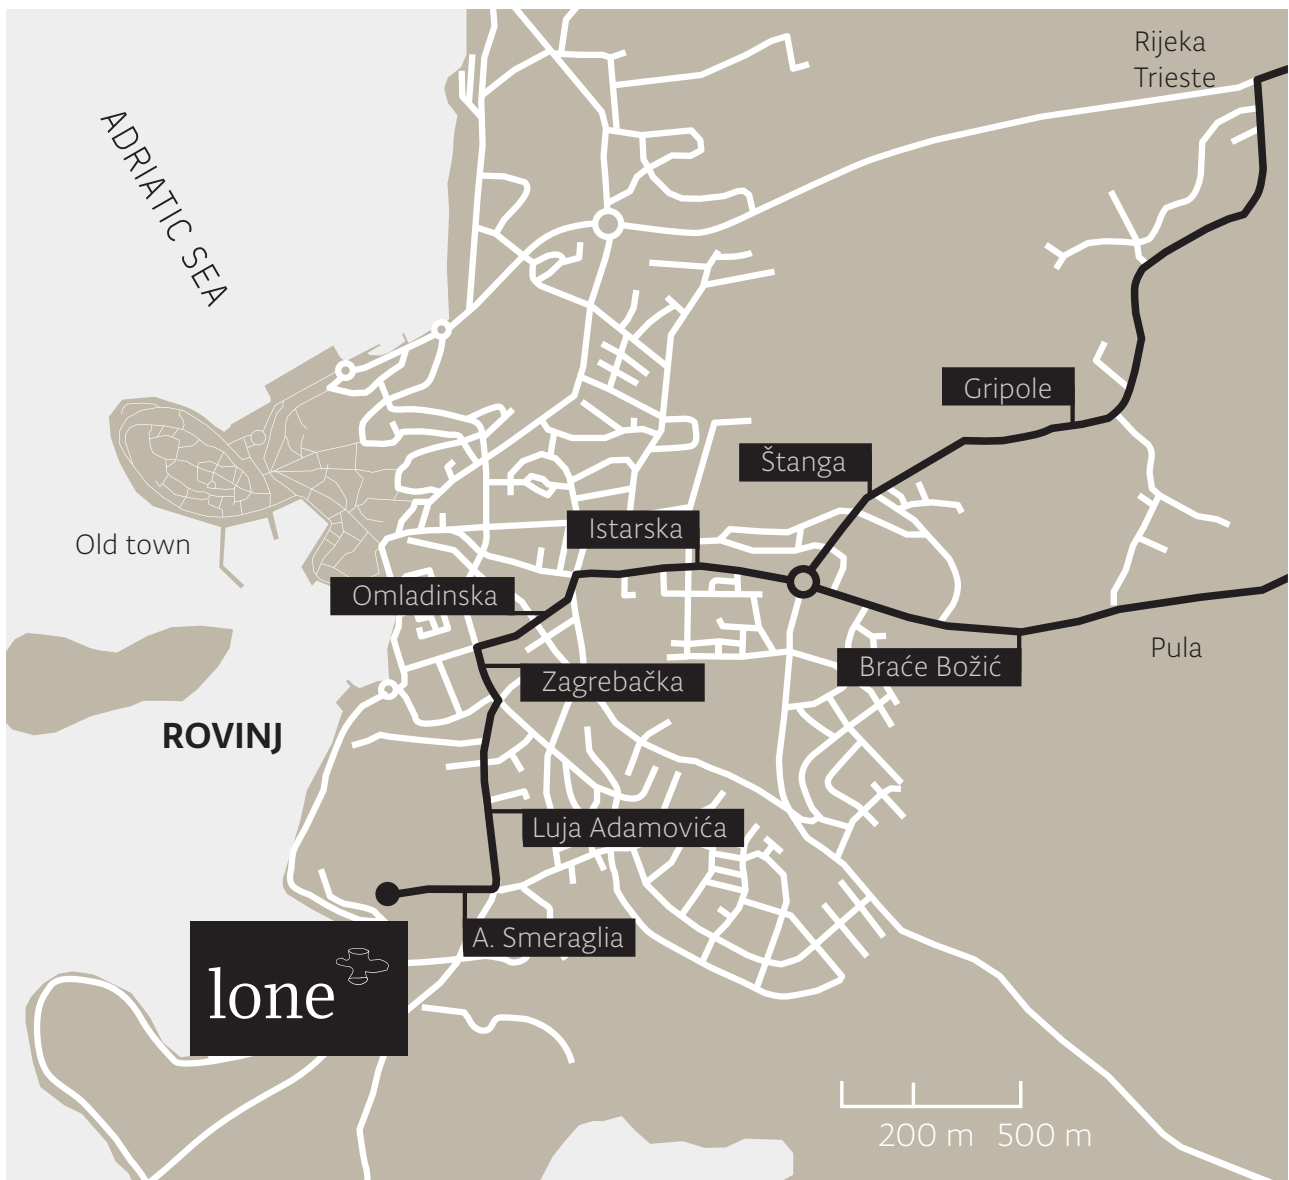 Rijeka
Trieste
ADRIATIC SEA
Gripole
Štanga
Istarska
Old town
Omladinska
Pula
Braće Božić
Zagrebačka
ROVINJ
Luja Adamovića
A. Smeraglia
lone
200 m 500 m